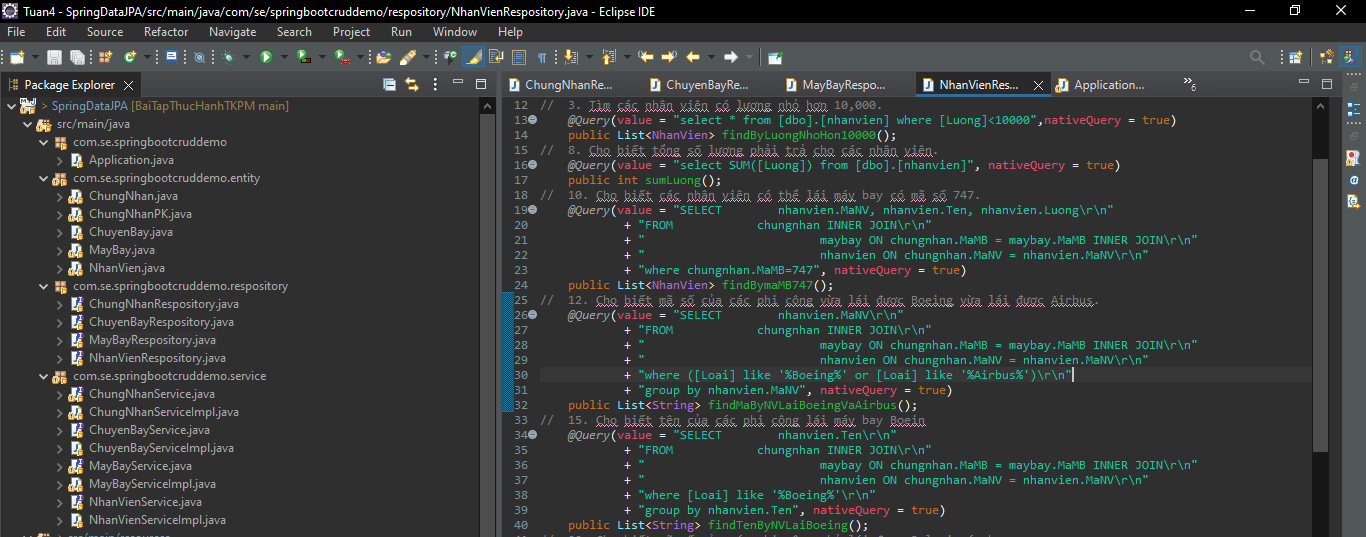 Tuan4 - SpringDataJPA/src/main/java/com/se/springbootcruddemo/respository/NhanVienRespository.java - Eclipse IDE
File Edit Source Refactor Navigate Search Project Run Window Help
Package Explorer
ChungNhanRe...
ChuyenBayRe...
MayBayRespo...
NhanVienRes...
Application....
»6
> SpringDataJPA [BaiTapThucHanhTKPM main]
src/main/java
com.se.springbootcruddemo
Application.java
com.se.springbootcruddemo.entity
ChungNhan.java
ChungNhanPK.java
ChuyenBay.java
MayBay.java
NhanVien.java
com.se.springbootcruddemo.respository
ChungNhanRespository.java
ChuyenBayRespository.java
MayBayRespository.java
NhanVienRespository.java
com.se.springbootcruddemo.service
ChungNhanService.java
ChungNhanServiceImpl.java
ChuyenBayService.java
ChuyenBayServiceImpl.java
MayBayService.java
MayBayServiceImpl.java
NhanVienService.java
NhanVienServiceImpl.java
src/main/resources
12 // 3. Tìm các nhân viên có lương nhỏ hơn 10,000.
13 @Query(value = "select * from [dbo].[nhanvien] where [Luong]<10000",nativeQuery = true)
14 public List<NhanVien> findByLuongNhoHon10000();
15 // 8. Cho biết tổng số lương phải trả cho các nhân viên.
16 @Query(value = "select SUM([Luong]) from [dbo].[nhanvien]", nativeQuery = true)
17 public int sumLuong();
18 // 10. Cho biết các nhân viên có thể lái máy bay có mã số 747.
19 @Query(value = "SELECT nhanvien.MaNV, nhanvien.Ten, nhanvien.Luong\r\n"
20 + "FROM chungnhan INNER JOIN\r\n"
21 + " maybay ON chungnhan.MaMB = maybay.MaMB INNER JOIN\r\n"
22 + " nhanvien ON chungnhan.MaNV = nhanvien.MaNV\r\n"
23 + "where chungnhan.MaMB=747", nativeQuery = true)
24 public List<NhanVien> findBymaMB747();
25 // 12. Cho biết mã số của các phi công vừa lái được Boeing vừa lái được Airbus.
26 @Query(value = "SELECT nhanvien.MaNV\r\n"
27 + "FROM chungnhan INNER JOIN\r\n"
28 + " maybay ON chungnhan.MaMB = maybay.MaMB INNER JOIN\r\n"
29 + " nhanvien ON chungnhan.MaNV = nhanvien.MaNV\r\n"
30 + "where ([Loai] like '%Boeing%' or [Loai] like '%Airbus%')\r\n"
31 + "group by nhanvien.MaNV", nativeQuery = true)
32 public List<String> findMaByNVLaiBoeingVaAirbus();
33 // 15. Cho biết tên của các phi công lái máy bay Boein
34 @Query(value = "SELECT nhanvien.Ten\r\n"
35 + "FROM chungnhan INNER JOIN\r\n"
36 + " maybay ON chungnhan.MaMB = maybay.MaMB INNER JOIN\r\n"
37 + " nhanvien ON chungnhan.MaNV = nhanvien.MaNV\r\n"
38 + "where [Loai] like '%Boeing%'\r\n"
39 + "group by nhanvien.Ten", nativeQuery = true)
40 public List<String> findTenByNVLaiBoeing();